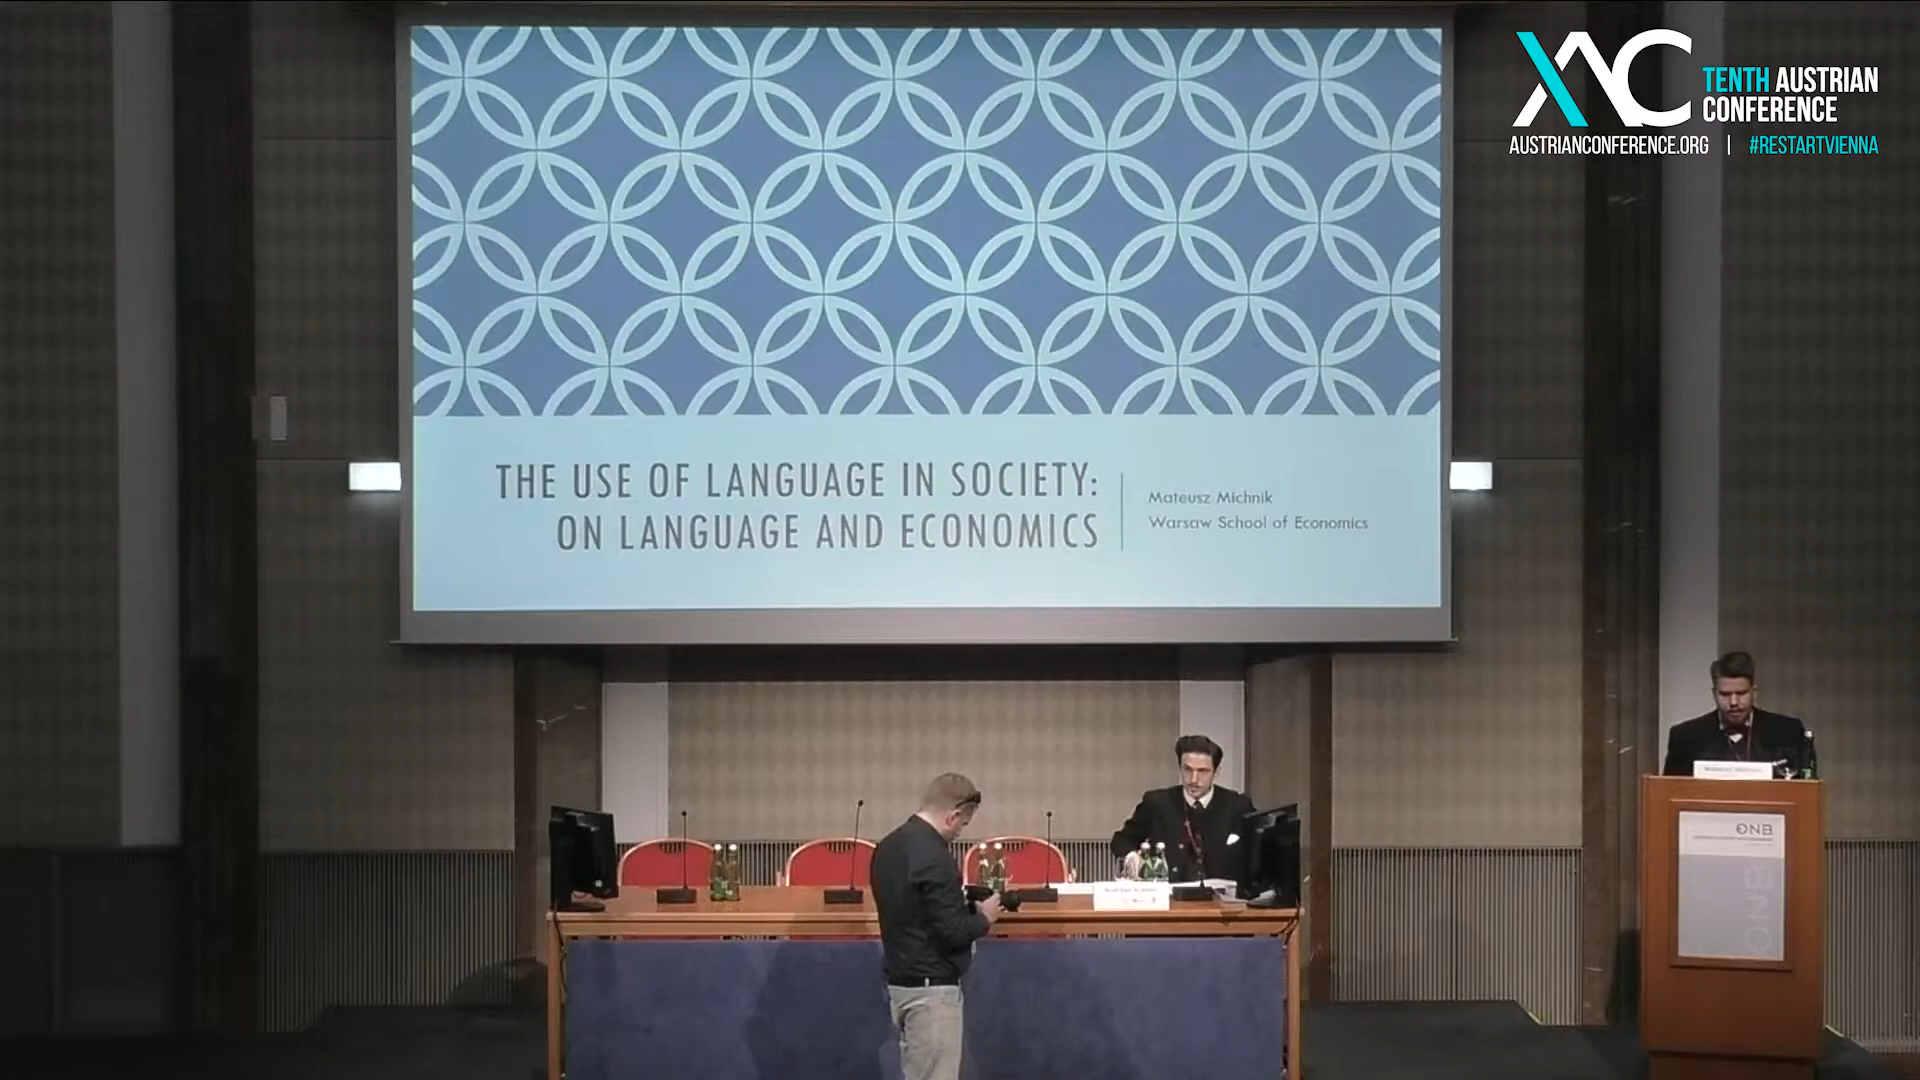 XAC
TENTH AUSTRIAN
CONFERENCE
AUSTRIANCONFERENCE.ORG | #RESTARTVIENNA
THE USE OF LANGUAGE IN SOCIETY:
ON LANGUAGE AND ECONOMICS
Mateusz Michnik
Warsaw School of Economics
ONB
ONB